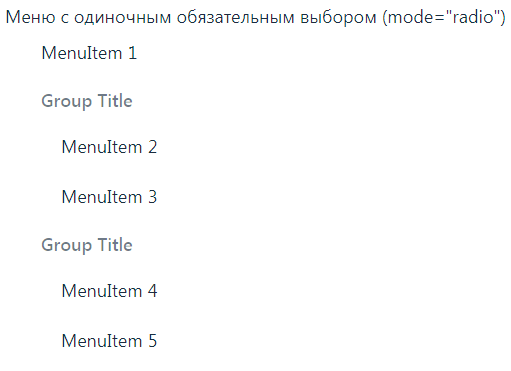 Меню с одиночным обязательным выбором (mode="radio")
MenuItem 1
Group Title
MenuItem 2
MenuItem 3
Group Title
MenuItem 4
MenuItem 5